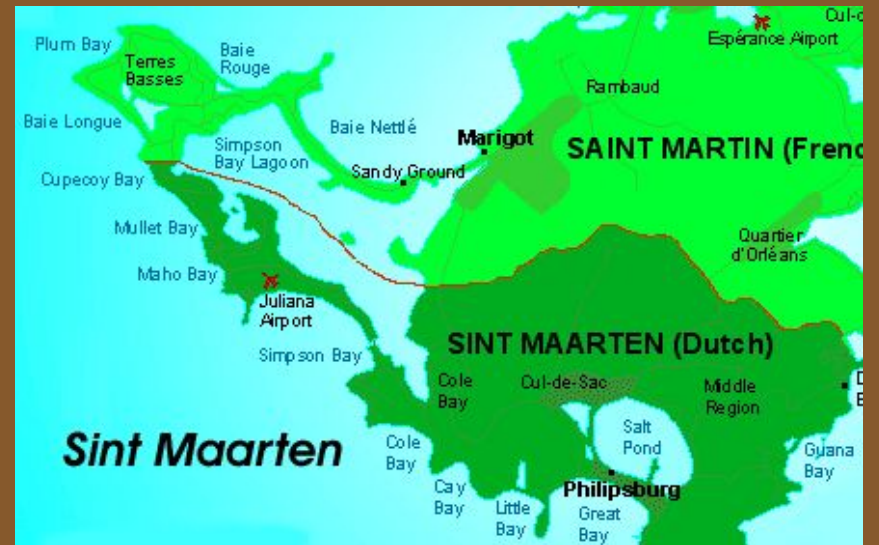 Cul-d
Plum Bay
Baie
Rouge
Espérance Airport
Terres
Basses
Rambaud
Baie Longue
Baie Nettlé
Marigot
SAINT MARTIN (Frenc
Simpson
Bay Lagoon
Sandy Ground
Cupecoy Bay
Mullet Bay
Quartier
d'Orléans
Maho Bay
Juliana
Airport
SINT MAARTEN (Dutch)
Simpson Bay
Cole
Bay
Cul-de-Sac
Middle
Region
D
B
Salt
Pond
Sint Maarten
Cole
Bay
Guana
Bay
Cay
Bay
Philipsburg
Little
Bay
Great
Bay